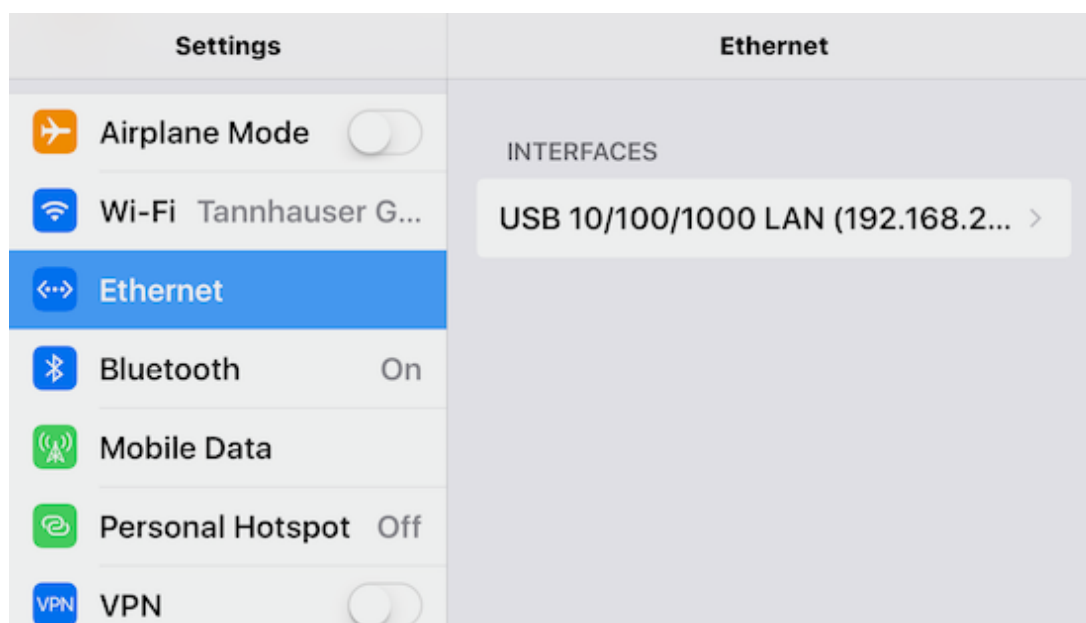 Settings
Airplane Mode
Wi-Fi Tannhauser G...
Ethernet
Bluetooth On
Mobile Data
Personal Hotspot Off
VPN VPN
Ethernet
INTERFACES
USB 10/100/1000 LAN (192.168.2...